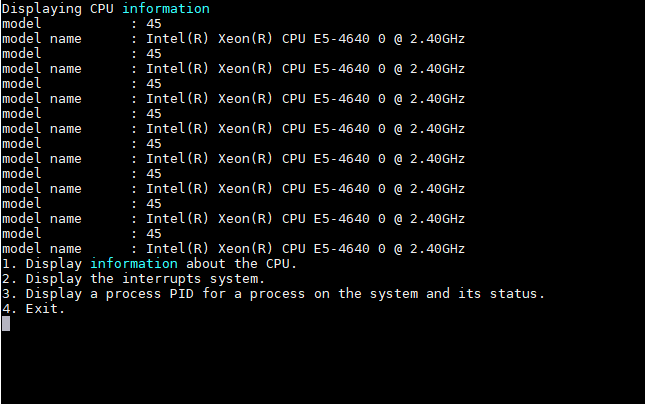 Displaying CPU information
model           : 45
model name      : Intel(R) Xeon(R) CPU E5-4640 0 @ 2.40GHz
model           : 45
model name      : Intel(R) Xeon(R) CPU E5-4640 0 @ 2.40GHz
model           : 45
model name      : Intel(R) Xeon(R) CPU E5-4640 0 @ 2.40GHz
model           : 45
model name      : Intel(R) Xeon(R) CPU E5-4640 0 @ 2.40GHz
model           : 45
model name      : Intel(R) Xeon(R) CPU E5-4640 0 @ 2.40GHz
model           : 45
model name      : Intel(R) Xeon(R) CPU E5-4640 0 @ 2.40GHz
model           : 45
model name      : Intel(R) Xeon(R) CPU E5-4640 0 @ 2.40GHz
model           : 45
model name      : Intel(R) Xeon(R) CPU E5-4640 0 @ 2.40GHz
1. Display information about the CPU.
2. Display the interrupts system.
3. Display a process PID for a process on the system and its status.
4. Exit.